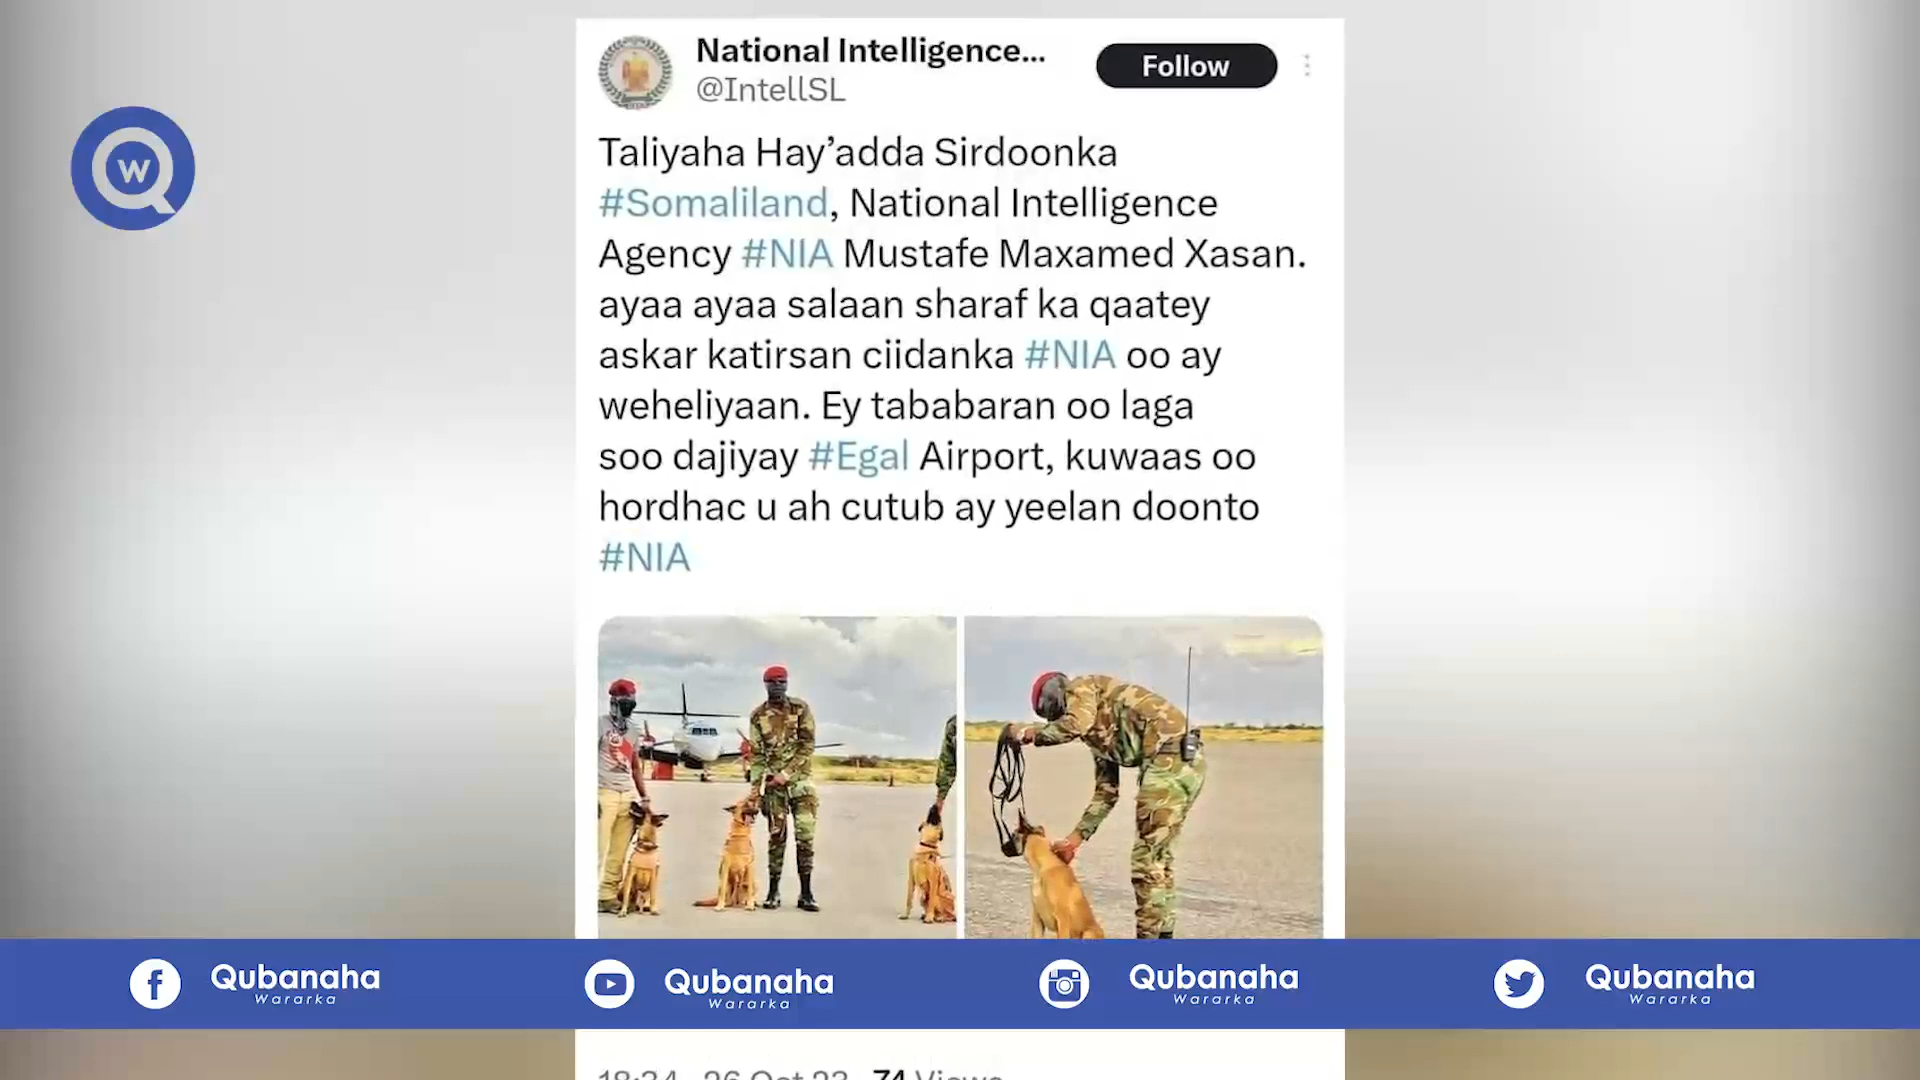 National Intelligence...
@IntellSL
Follow
W
Taliyaha Hay’adda Sirdoonka
#Somaliland, National Intelligence
Agency #NIA Mustafe Maxamed Xasan.
ayaa ayaa salaan sharaf ka qaatey
askar katirsan ciidanka #NIA oo ay
weheliyaan. Ey tababaran oo laga
soo dajiyay #Egal Airport, kuwaas oo
hordhac u ah cutub ay yeelan doonto
#NIA
Qubanaha
Wararka
Qubanaha
Wararka
Qubanaha
Wararka
Qubanaha
Wararka
74 Views